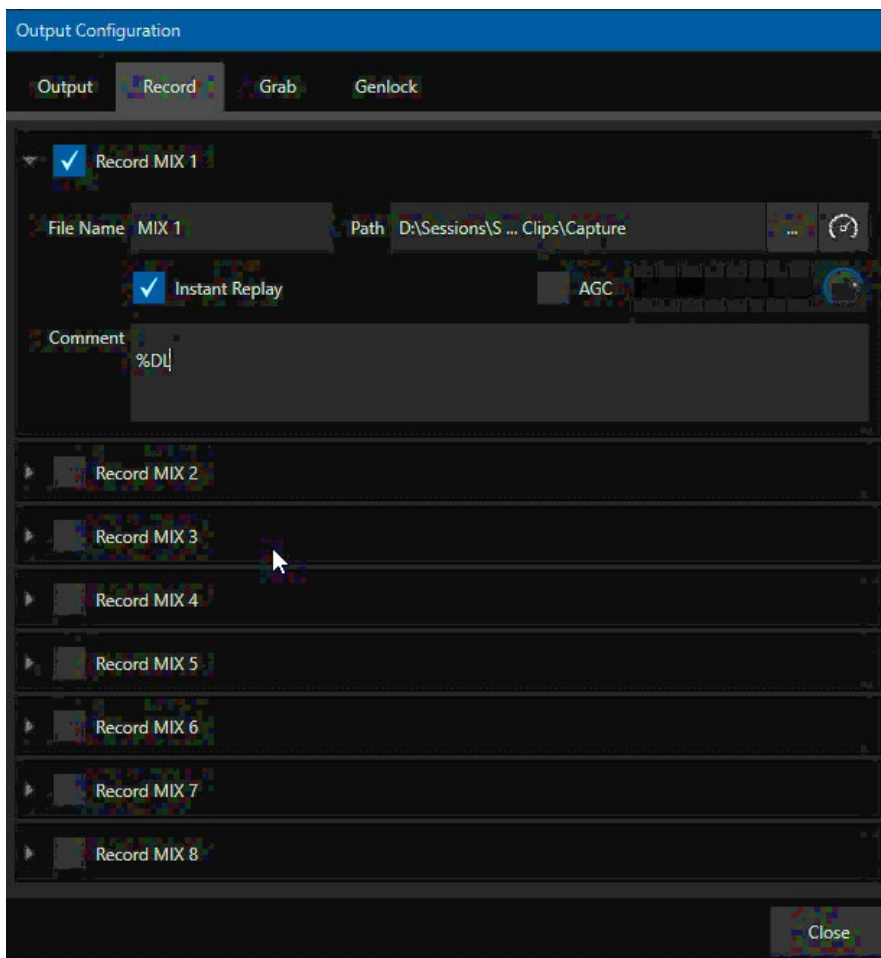 Output Configuration
Output Record Grab Genlock
Record MIX 1
File Name MIX 1 Path D:\Sessions\S ... Clips\Capture ...
Instant Replay AGC
Comment
%DL
Record MIX 2
Record MIX 3
Record MIX 4
Record MIX 5
Record MIX 6
Record MIX 7
Record MIX 8
Close